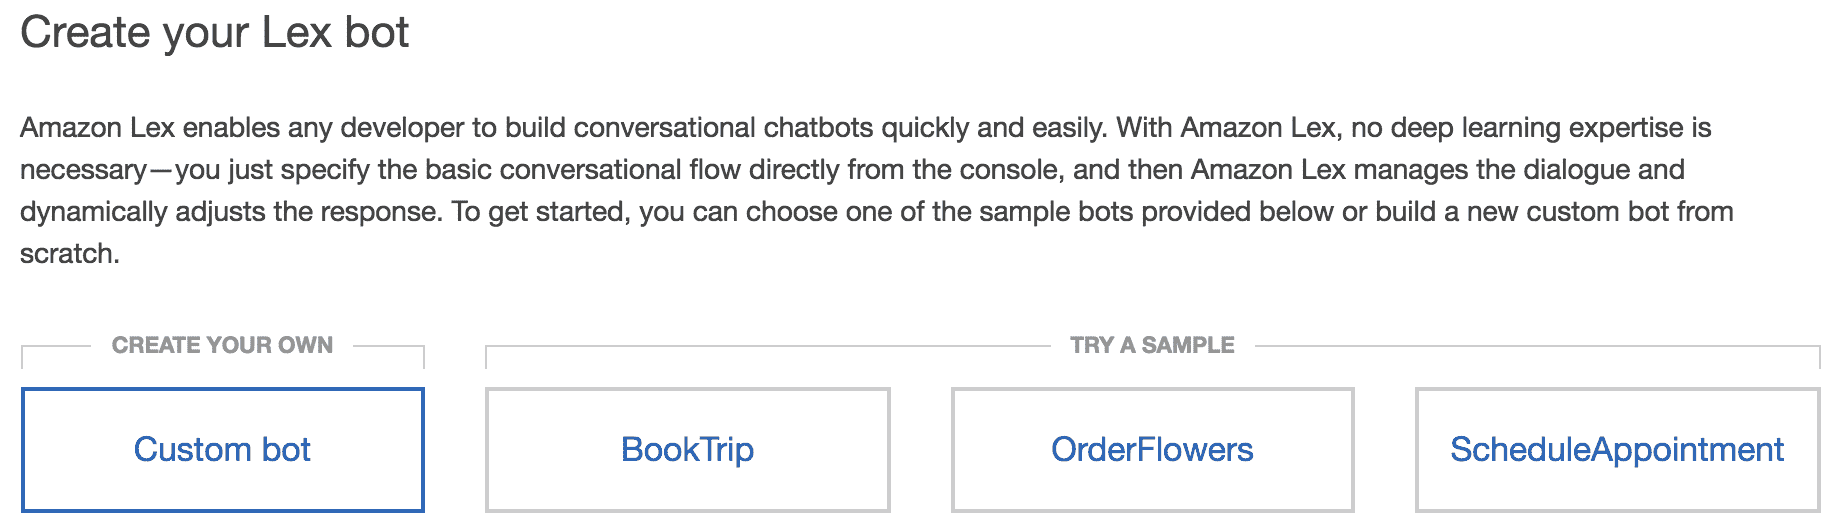 Create your Lex bot
Amazon Lex enables any developer to build conversational chatbots quickly and easily. With Amazon Lex, no deep learning expertise is
necessary—you just specify the basic conversational flow directly from the console, and then Amazon Lex manages the dialogue and
dynamically adjusts the response. To get started, you can choose one of the sample bots provided below or build a new custom bot from
scratch.
CREATE YOUR OWN
TRY A SAMPLE
Custom bot
BookTrip
OrderFlowers
ScheduleAppointment